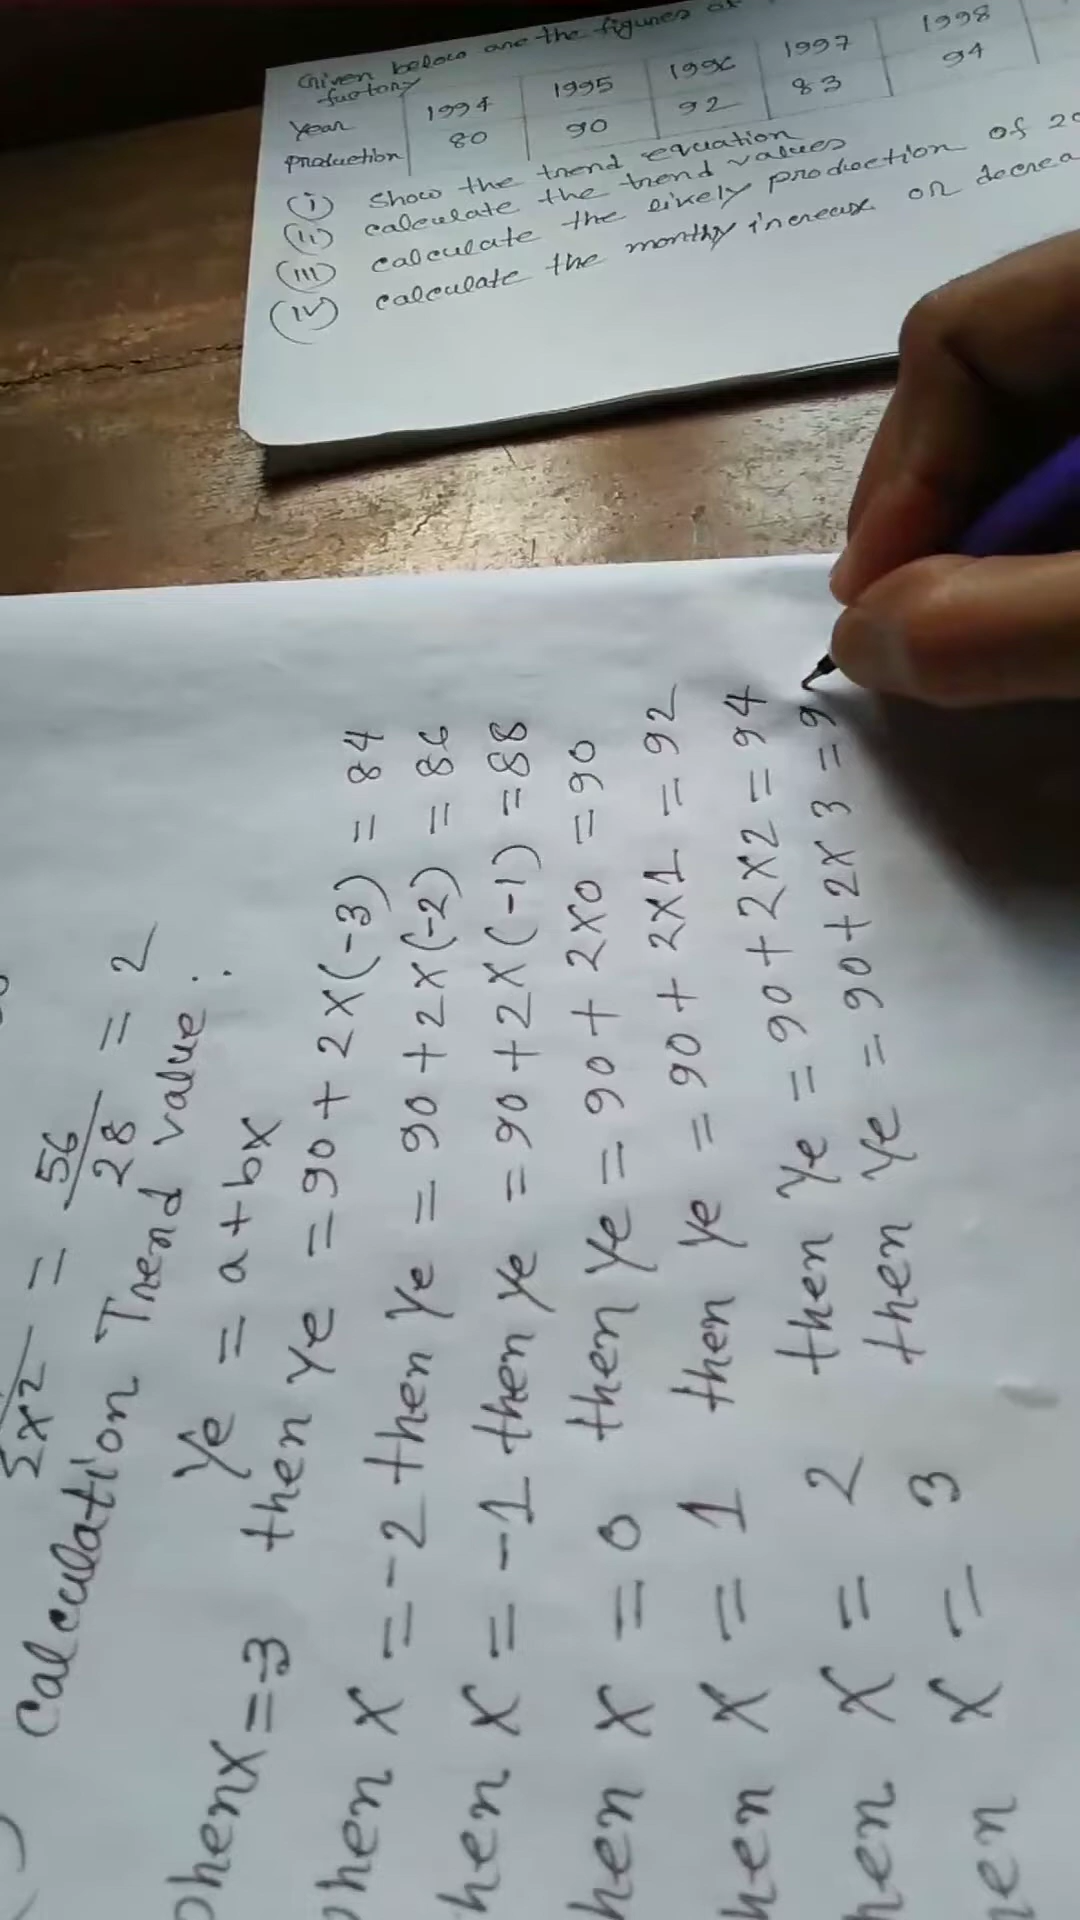 Given below are the figures of
factory
Year 1994 1995 1996 1997 1998
production 80 90 92 83 94
(i) Show the trend equation
(ii) calculate the trend values
(iii) calculate the likely production of 20
(iv) calculate the monthly increase or decrea
Σx2 = 56/28 = 2
Calculation Trend value:
Ye = a+bx
When x=-3 then Ye = 90+2×(-3) = 84
When x=-2 then Ye = 90+2×(-2) = 86
hen x=-1 then Ye = 90+2×(-1) = 88
hen x = 0 then Ye = 90+2×0 = 90
hen x = 1 then Ye = 90+2×1 = 92
hen x = 2 then Ye = 90+2×2 = 94
hen x = 3 then Ye = 90+2×3 = 9